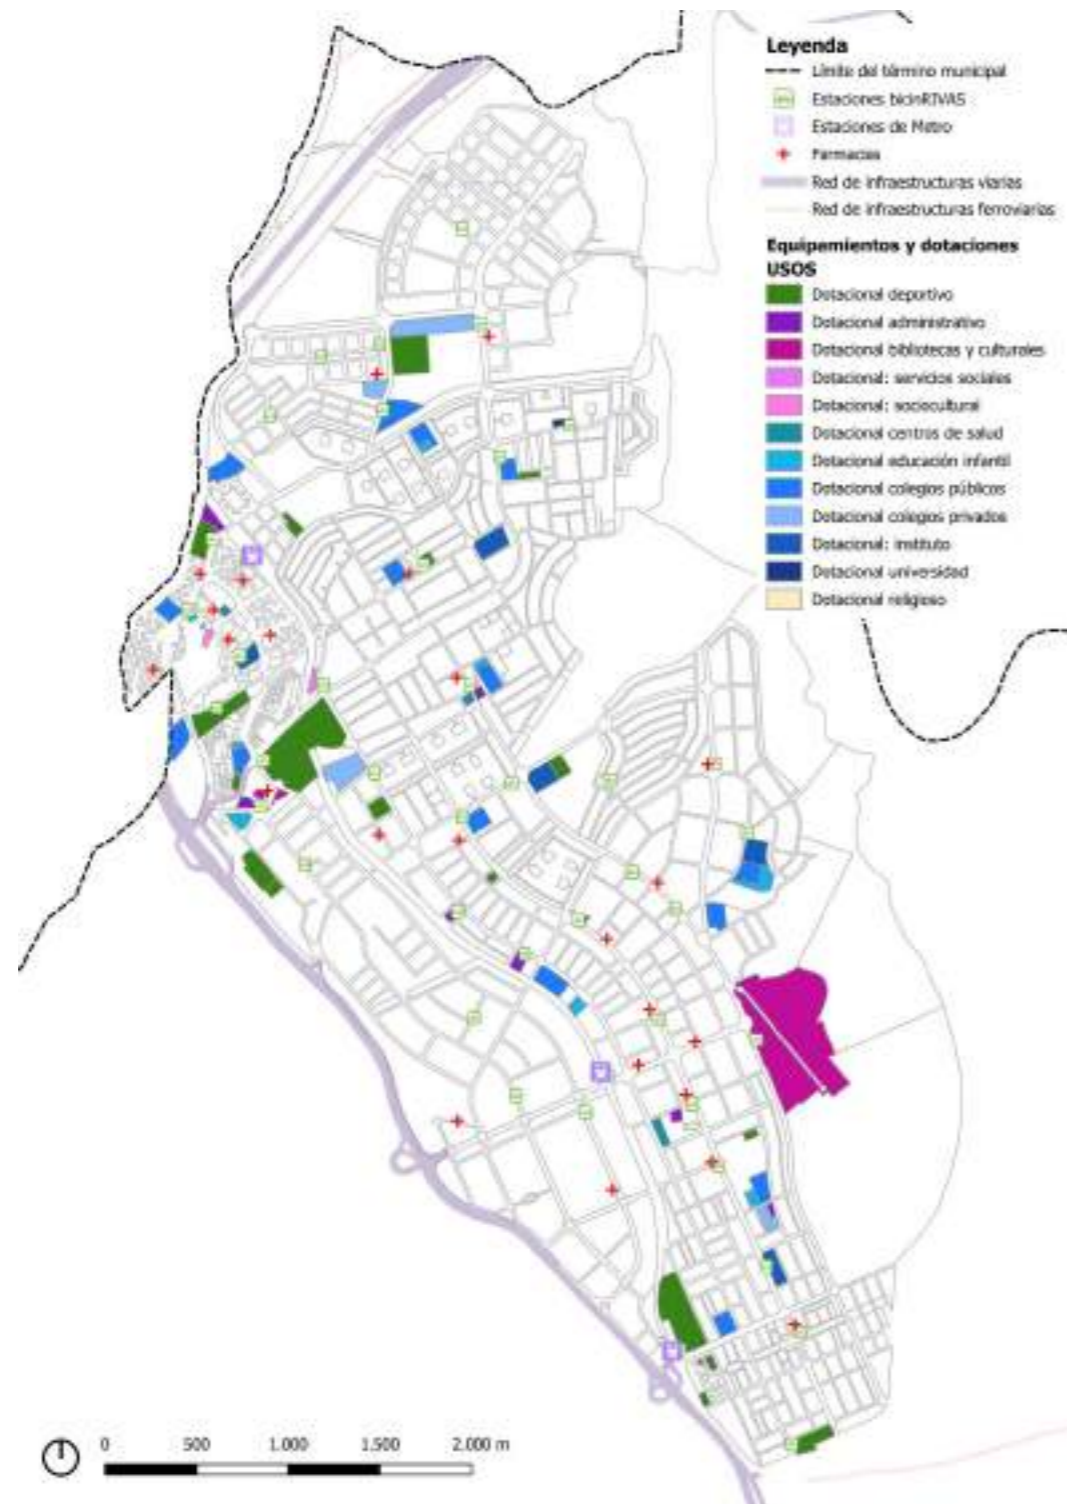 Leyenda
Límite del término municipal
Estaciones bicinRIVAS
Estaciones de Metro
Farmacias
Red de infraestructuras viarias
Red de infraestructuras ferroviarias
Equipamientos y dotaciones
USOS
Dotacional deportivo
Dotacional administrativo
Dotacional bibliotecas y culturales
Dotacional: servicios sociales
Dotacional: sociocultural
Dotacional centros de salud
Dotacional educación infantil
Dotacional colegios públicos
Dotacional colegios privados
Dotacional: instituto
Dotacional universidad
Dotacional religioso
0 500 1.000 1.500 2.000 m